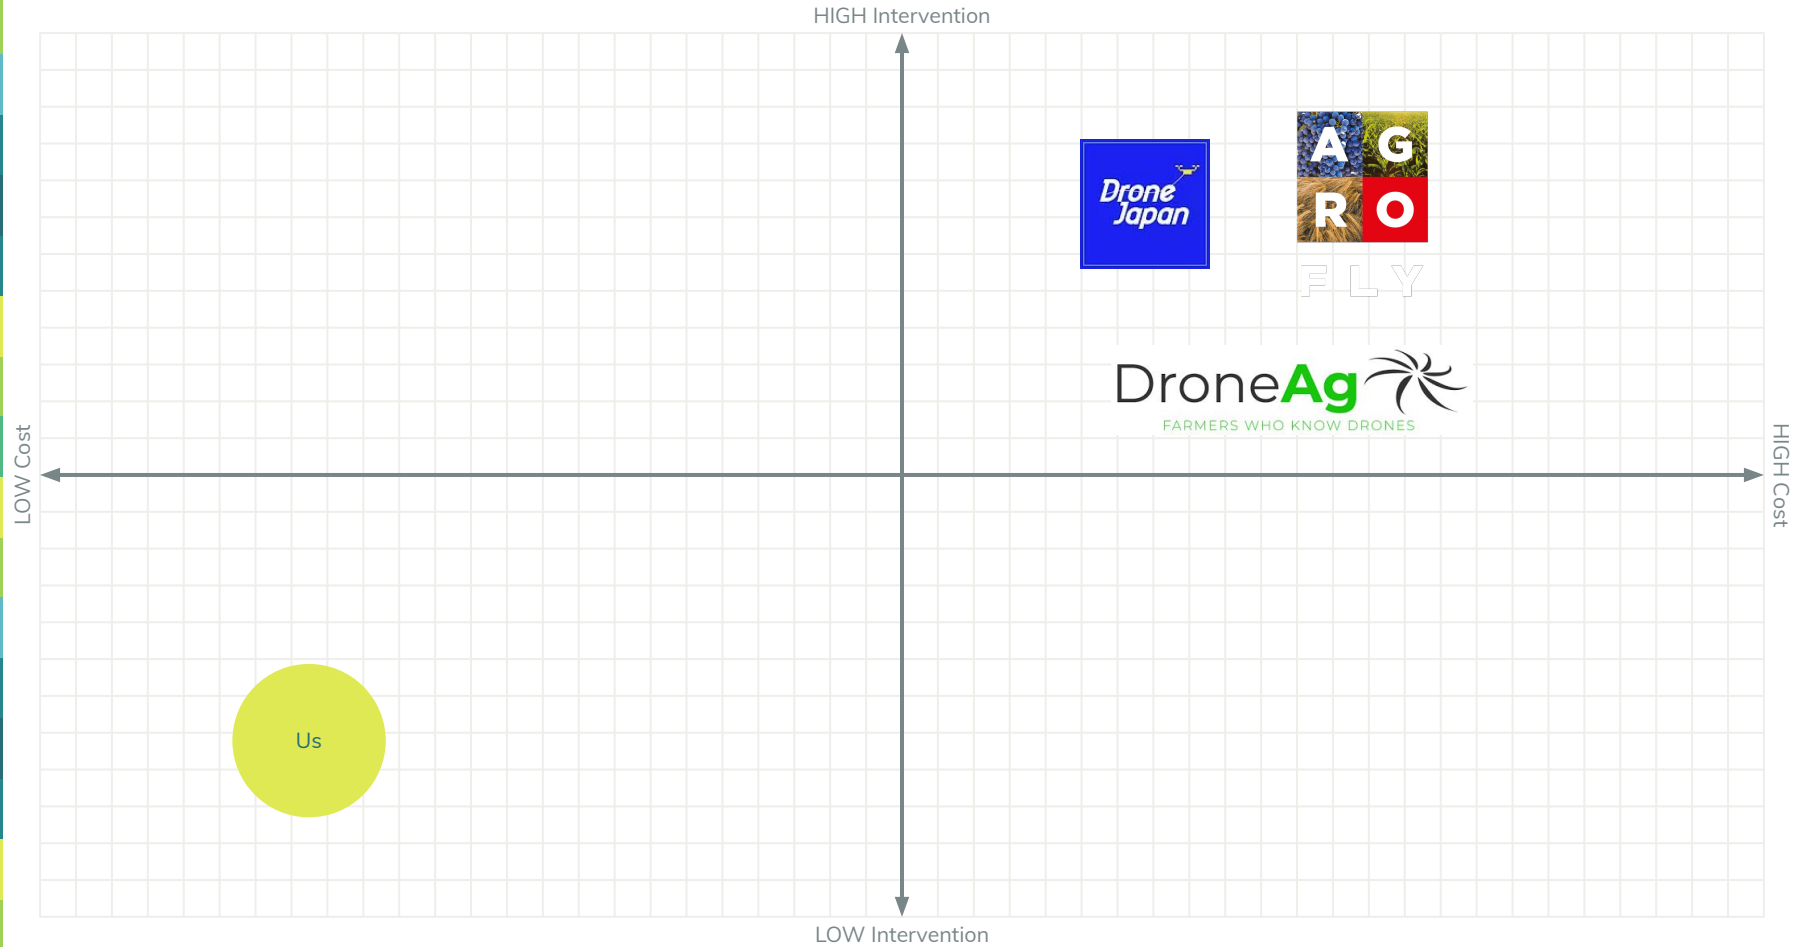 HIGH Intervention
A G
R O
F L Y
Drone
Japan
DroneAg
FARMERS WHO KNOW DRONES
LOW Cost
HIGH Cost
Us
LOW Intervention